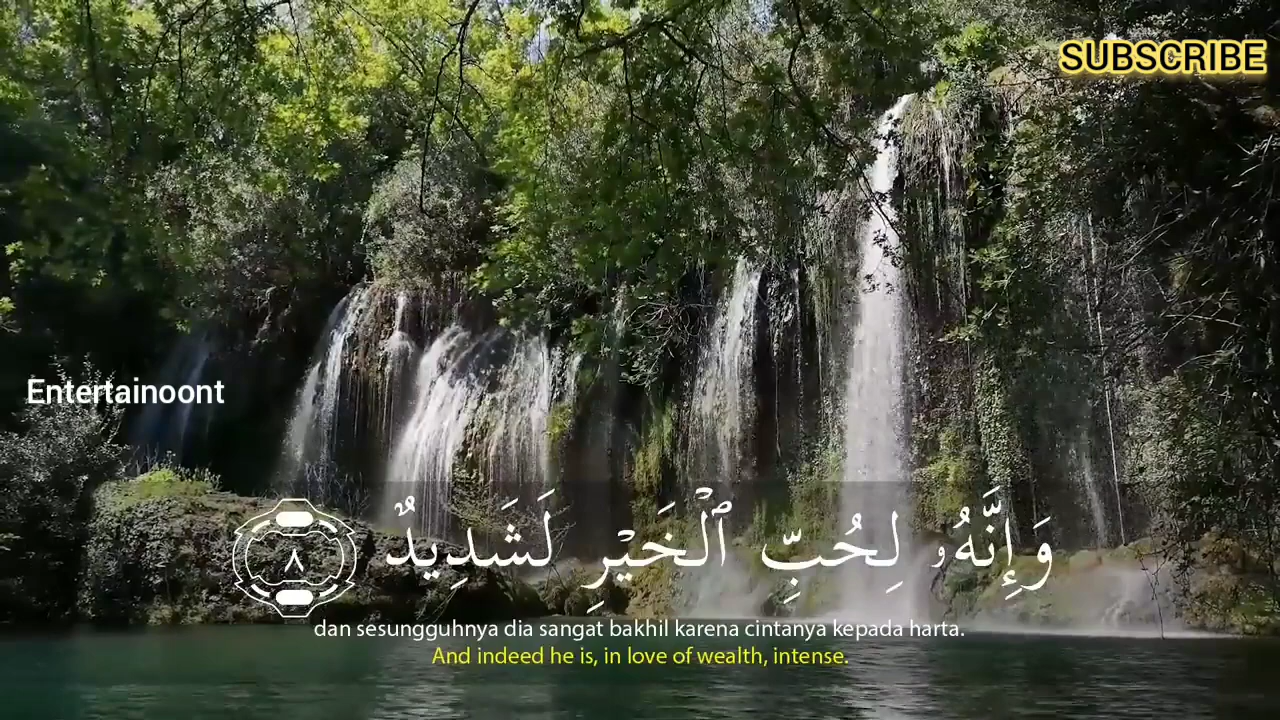 SUBSCRIBE
Entertainoont
وَإِنَّهُۥ لِحُبِّ ٱلْخَيْرِ لَشَدِيدٌ ٨
dan sesungguhnya dia sangat bakhil karena cintanya kepada harta.
And indeed he is, in love of wealth, intense.